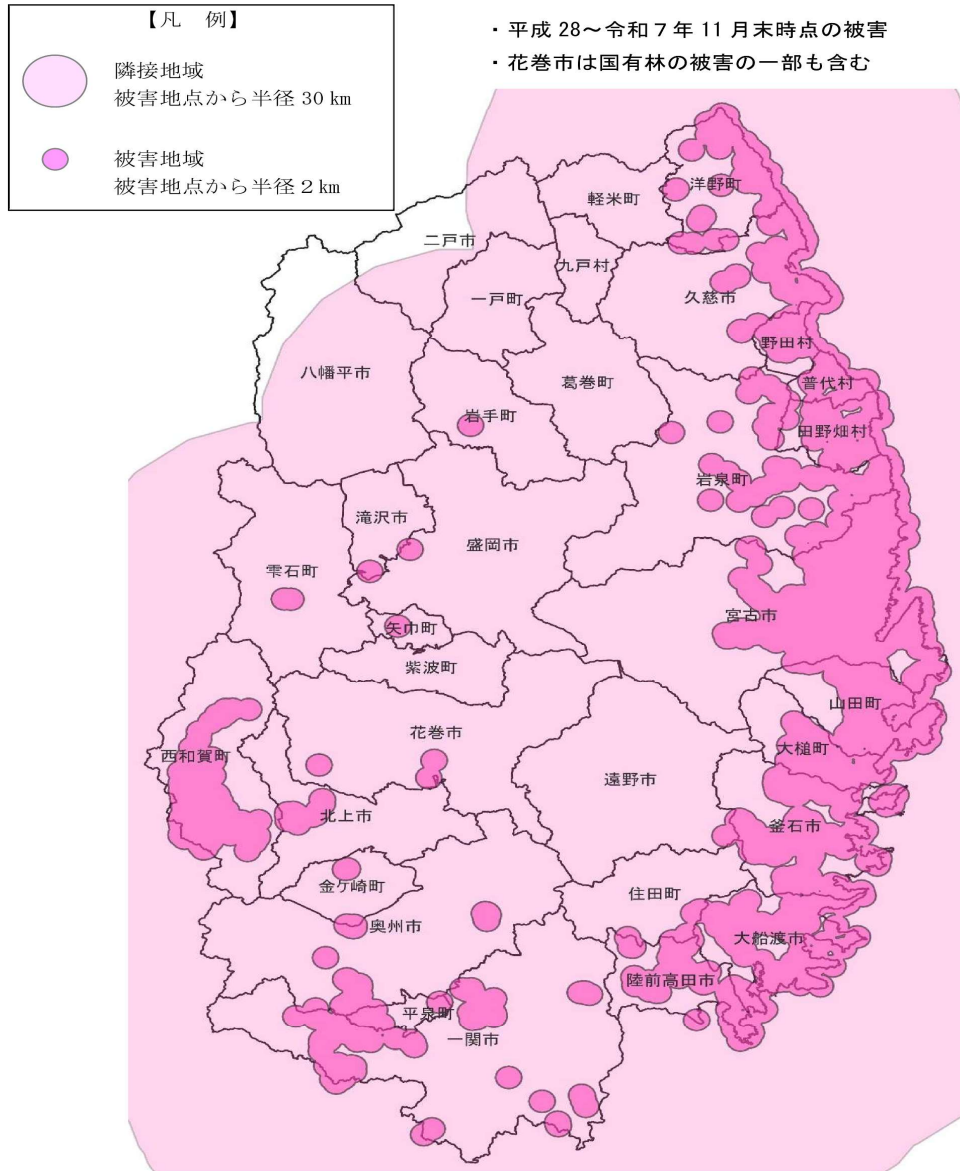 【凡　例】
隣接地域
被害地点から半径 30 km
被害地域
被害地点から半径 2 km
・平成 28～令和 7 年 11 月末時点の被害
・花巻市は国有林の被害の一部も含む
洋野町
軽米町
二戸市
九戸村
一戸町
久慈市
野田村
八幡平市
葛巻町
普代村
岩手町
田野畑村
岩泉町
滝沢市
盛岡市
雫石町
宮古市
矢巾町
紫波町
山田町
花巻市
大槌町
西和賀町
遠野市
北上市
釜石市
金ケ崎町
住田町
奥州市
大船渡市
陸前高田市
平泉町
一関市